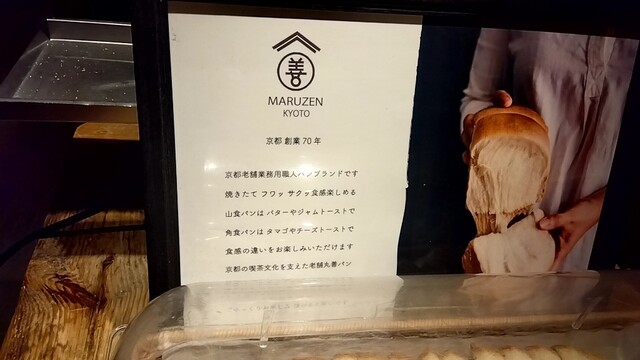 善
MARUZEN
KYOTO
京都 創業 70 年
京都老舗業務用職人パンブランドです
焼きたて フワッ サクッ 食感楽しめる
山食パンは バターやジャムトーストで
角食パンは タマゴやチーズトーストで
食感の違いをお楽しみいただけます
京都の喫茶文化を支えた老舗丸善パン